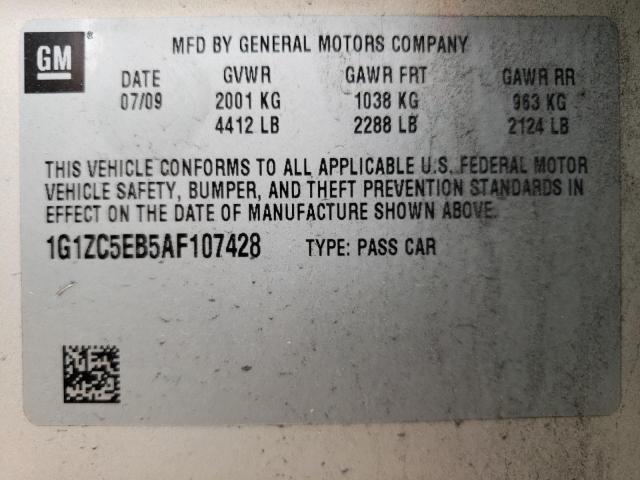 GM ®
MFD BY GENERAL MOTORS COMPANY
DATE GVWR GAWR FRT GAWR RR
07/09 2001 KG 1038 KG 963 KG
4412 LB 2288 LB 2124 LB
THIS VEHICLE CONFORMS TO ALL APPLICABLE U.S. FEDERAL MOTOR
VEHICLE SAFETY, BUMPER, AND THEFT PREVENTION STANDARDS IN
EFFECT ON THE DATE OF MANUFACTURE SHOWN ABOVE.
1G1ZC5EB5AF107428 TYPE: PASS CAR